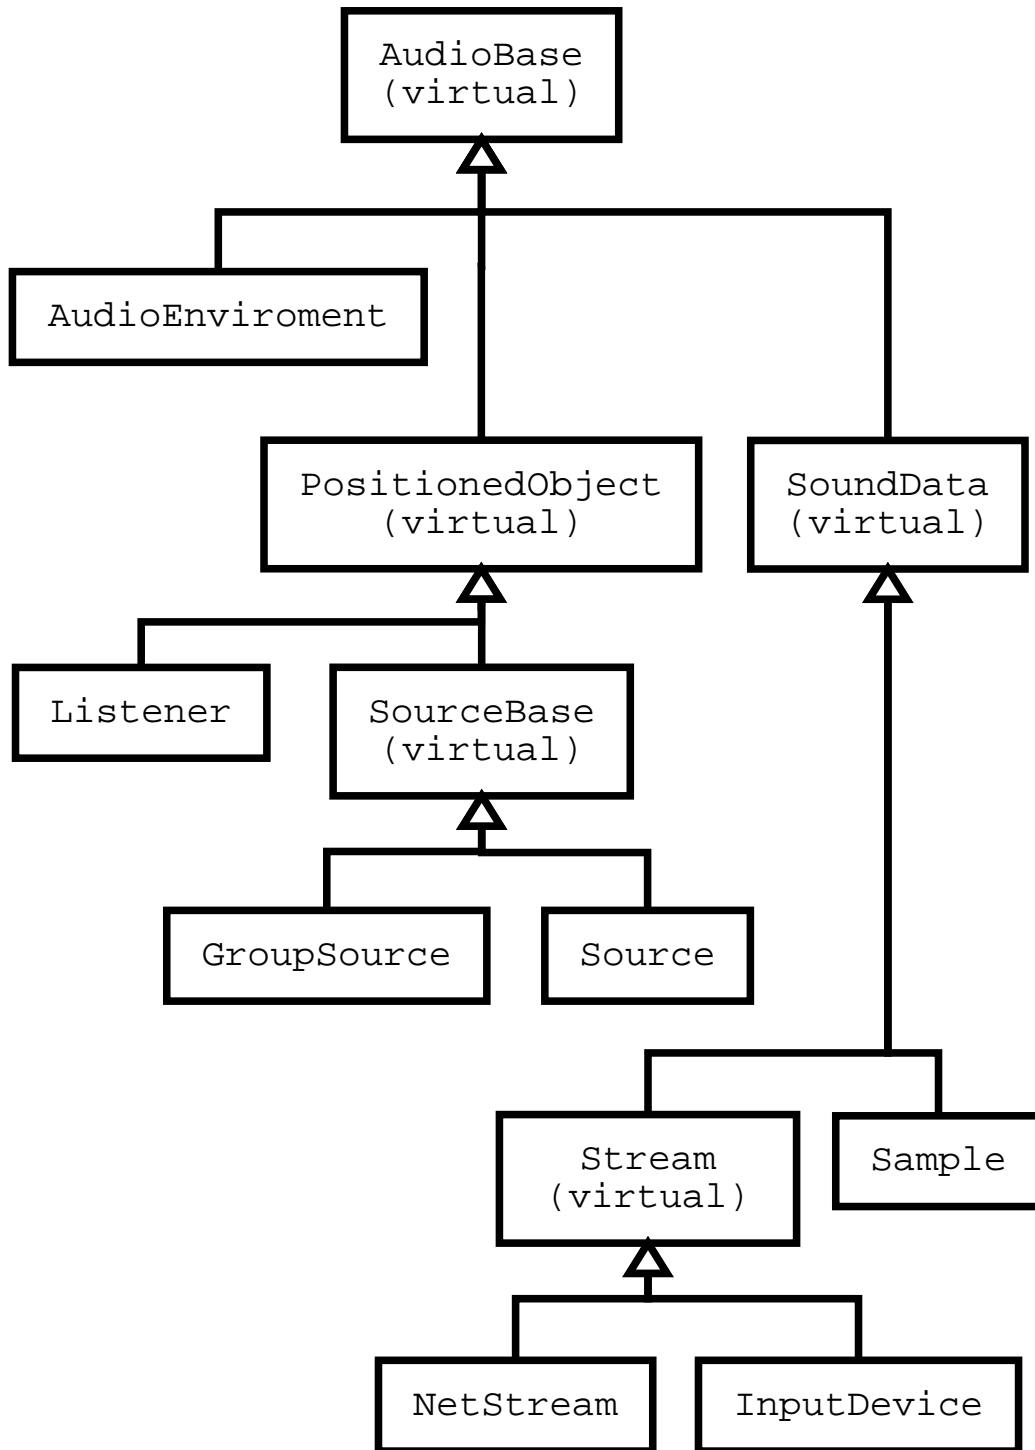 AudioBase
(virtual)
AudioEnviroment
PositionedObject
(virtual)
SoundData
(virtual)
Listener
SourceBase
(virtual)
GroupSource
Source
Stream
(virtual)
Sample
NetStream
InputDevice